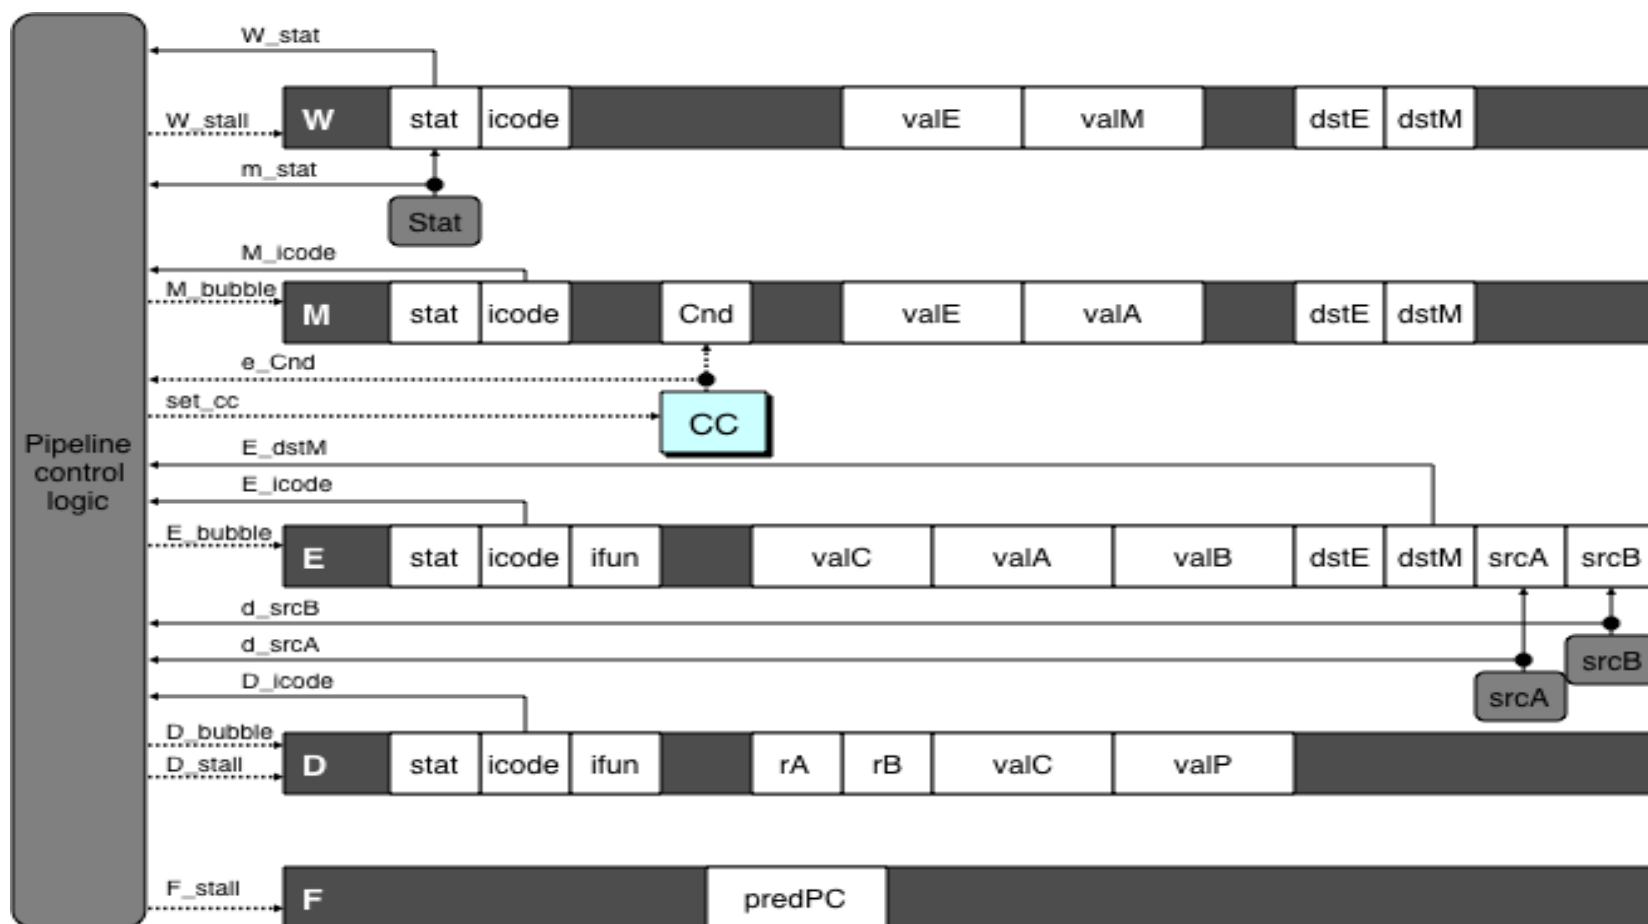 W_stat
W_stall
W stat icode valE valM dstE dstM
m_stat
Stat
M_icode
M_bubble
M stat icode Cnd valE valA dstE dstM
e_Cnd
set_cc
CC
Pipeline
control
logic
E_dstM
E_icode
E_bubble
E stat icode ifun valC valA valB dstE dstM srcA srcB
d_srcB
d_srcA
srcB
D_icode
srcA
D_bubble
D_stall
D stat icode ifun rA rB valC valP
F_stall
F predPC